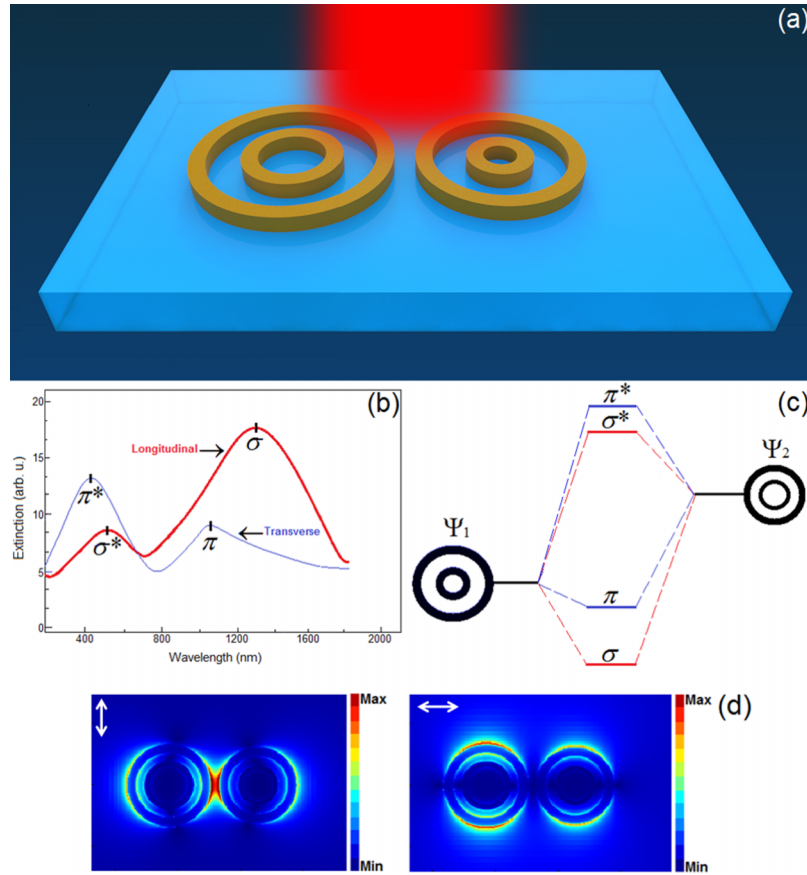 (a)
(b)
20
15
10
5
0
Extinction (arb. u.)
Longitudinal
σ
π*
σ*
π
Transverse
400 800 1200 1600 2000
Wavelength (nm)
(c)
π*
σ*
Ψ2
Ψ1
π
σ
Max
Min
(d)
Max
Min